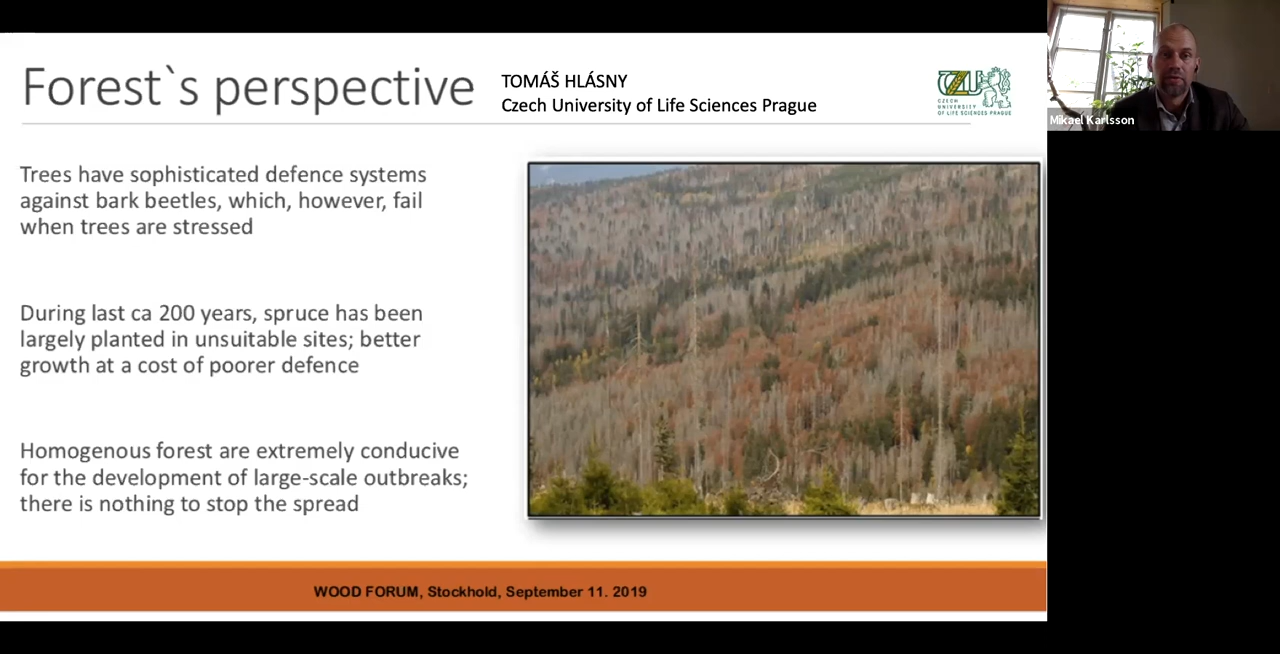 Forest`s perspective
TOMÁŠ HLÁSNY
Czech University of Life Sciences Prague
CZU
CZECH
UNIVERSITY
OF LIFE SCIENCES PRAGUE
Mikael Karlsson
Trees have sophisticated defence systems
against bark beetles, which, however, fail
when trees are stressed
During last ca 200 years, spruce has been
largely planted in unsuitable sites; better
growth at a cost of poorer defence
Homogenous forest are extremely conducive
for the development of large-scale outbreaks;
there is nothing to stop the spread
WOOD FORUM, Stockhold, September 11. 2019